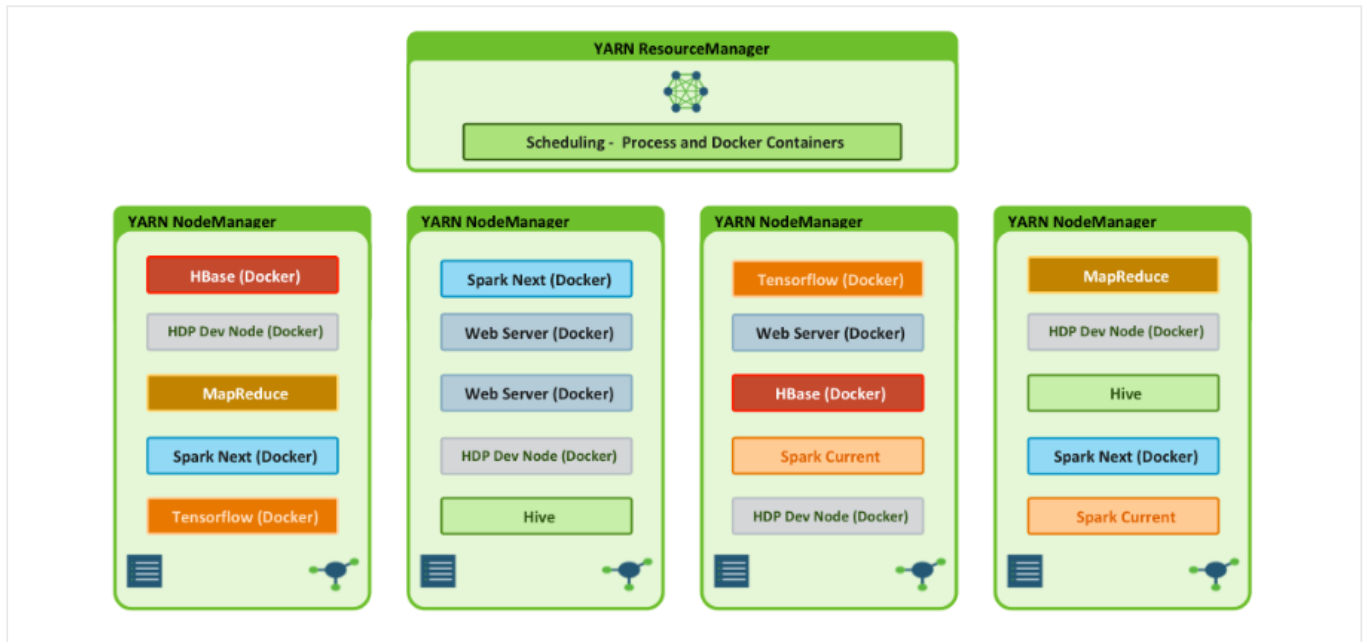 YARN ResourceManager
Scheduling - Process and Docker Containers
YARN NodeManager
HBase (Docker)
HDP Dev Node (Docker)
MapReduce
Spark Next (Docker)
Tensorflow (Docker)
YARN NodeManager
Spark Next (Docker)
Web Server (Docker)
Web Server (Docker)
HDP Dev Node (Docker)
Hive
YARN NodeManager
Tensorflow (Docker)
Web Server (Docker)
HBase (Docker)
Spark Current
HDP Dev Node (Docker)
YARN NodeManager
MapReduce
HDP Dev Node (Docker)
Hive
Spark Next (Docker)
Spark Current